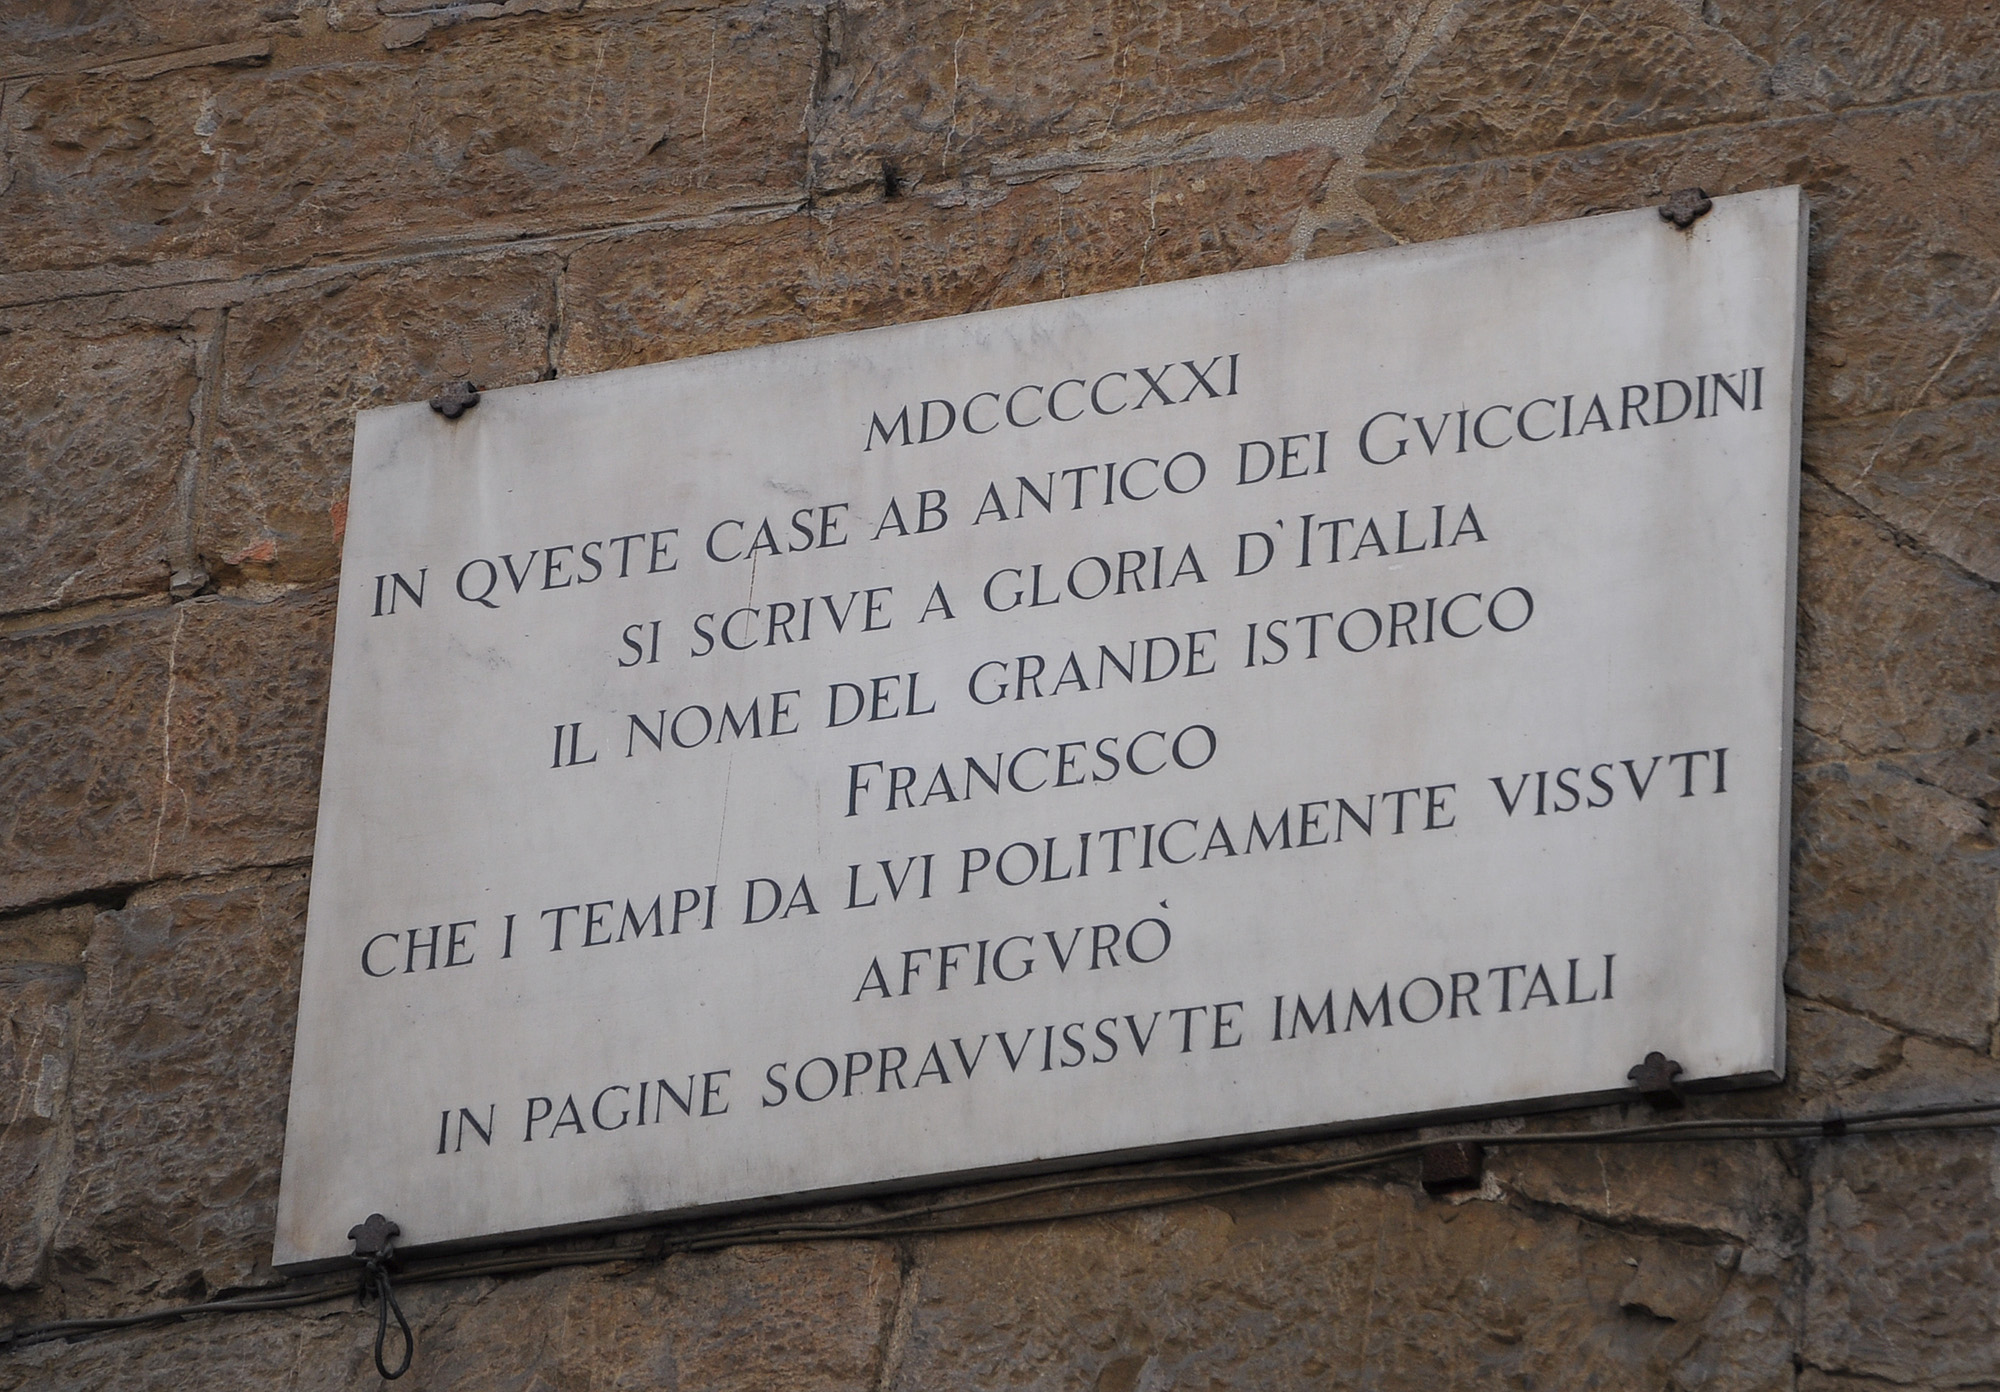 MDCCCCXXI
IN QVESTE CASE AB ANTICO DEI GVICCIARDINI
SI SCRIVE A GLORIA D'ITALIA
IL NOME DEL GRANDE ISTORICO
FRANCESCO
CHE I TEMPI DA LVI POLITICAMENTE VISSVTI
AFFIGVRÒ
IN PAGINE SOPRAVVISSVTE IMMORTALI